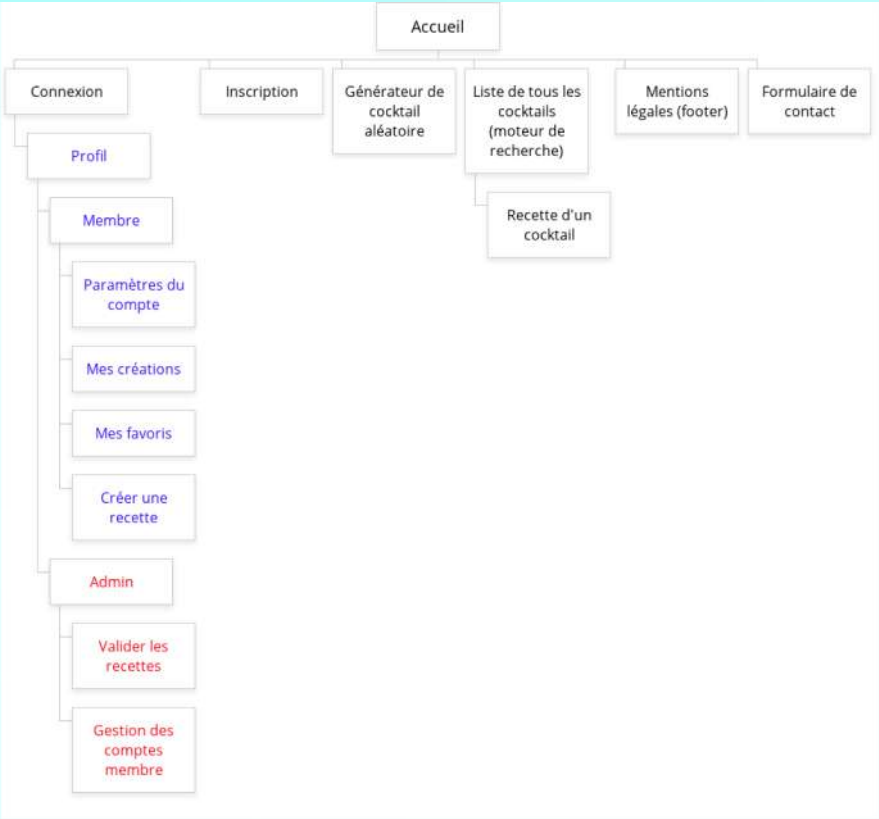 Accueil
Connexion
Inscription
Générateur de
cocktail
aléatoire
Liste de tous les
cocktails
(moteur de
recherche)
Mentions
légales (footer)
Formulaire de
contact
Profil
Membre
Recette d'un
cocktail
Paramètres du
compte
Mes créations
Mes favoris
Créer une
recette
Admin
Valider les
recettes
Gestion des
comptes
membre